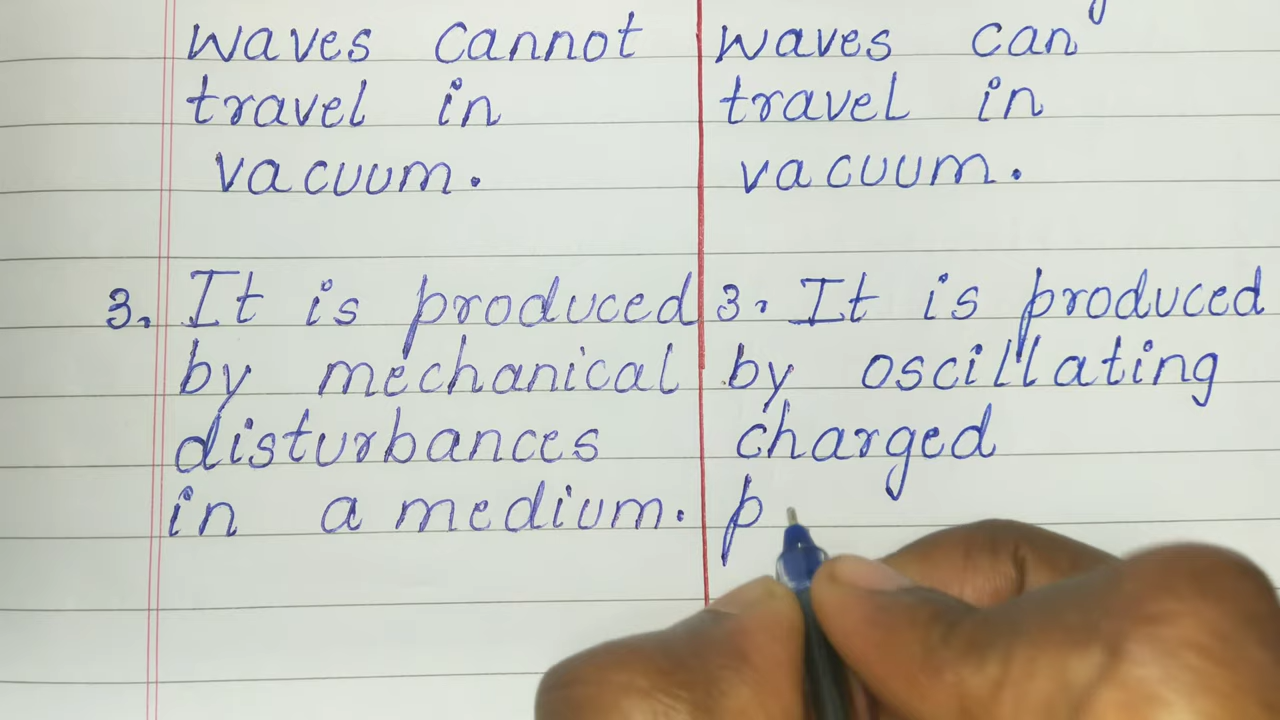 waves cannot
travel in
vacuum.
3. It is produced
by mechanical
disturbances
in a medium.
waves can
travel in
vacuum.
3. It is produced
by oscillating
charged
p